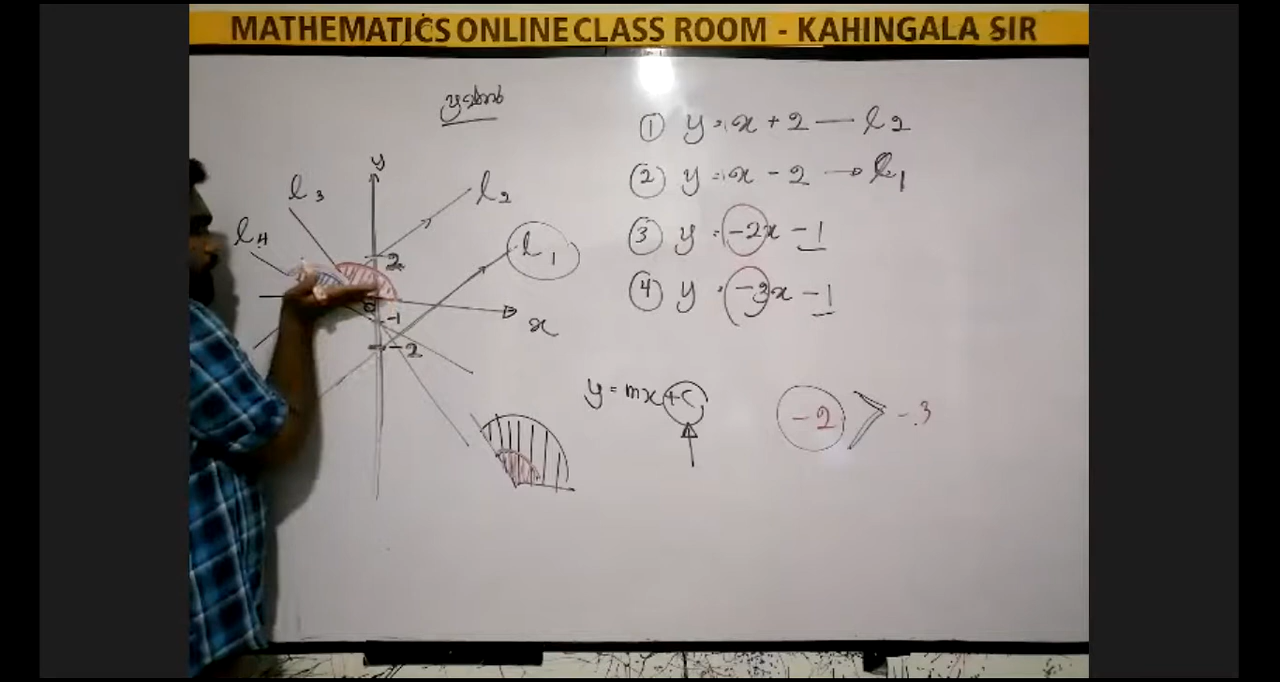 MATHEMATICS ONLINE CLASS ROOM - KAHINGALA SIR
① y = x + 2 — l2
② y = x - 2 → l1
③ y = -2x - 1
④ y = -3x - 1
y
l3
l2
l4
l1
2
0
-1
x
-2
y = mx + c
-2 > -3